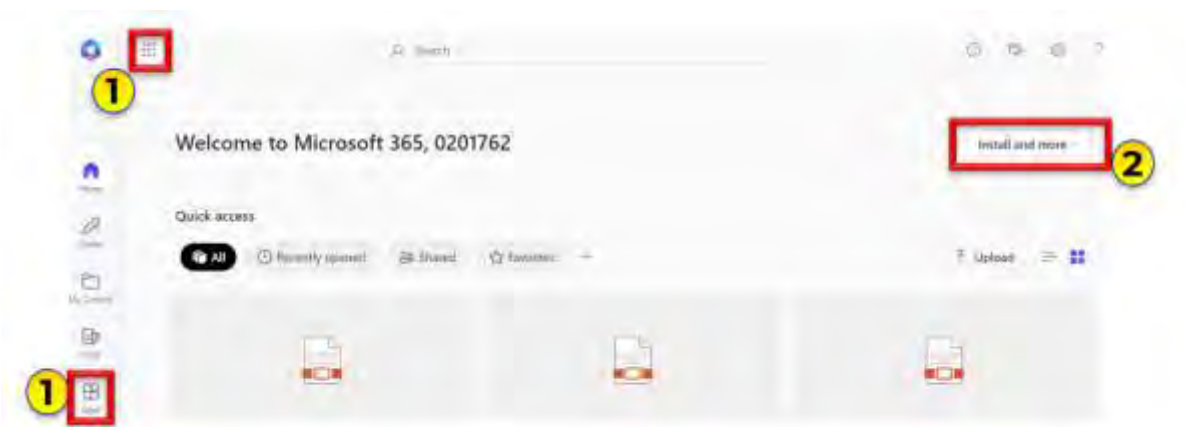 Search
1
Welcome to Microsoft 365, 0201762
Install and more
2
Home
Quick access
Create
All
Recently opened
Shared
Favorites
+
Upload
My Content
1
Apps